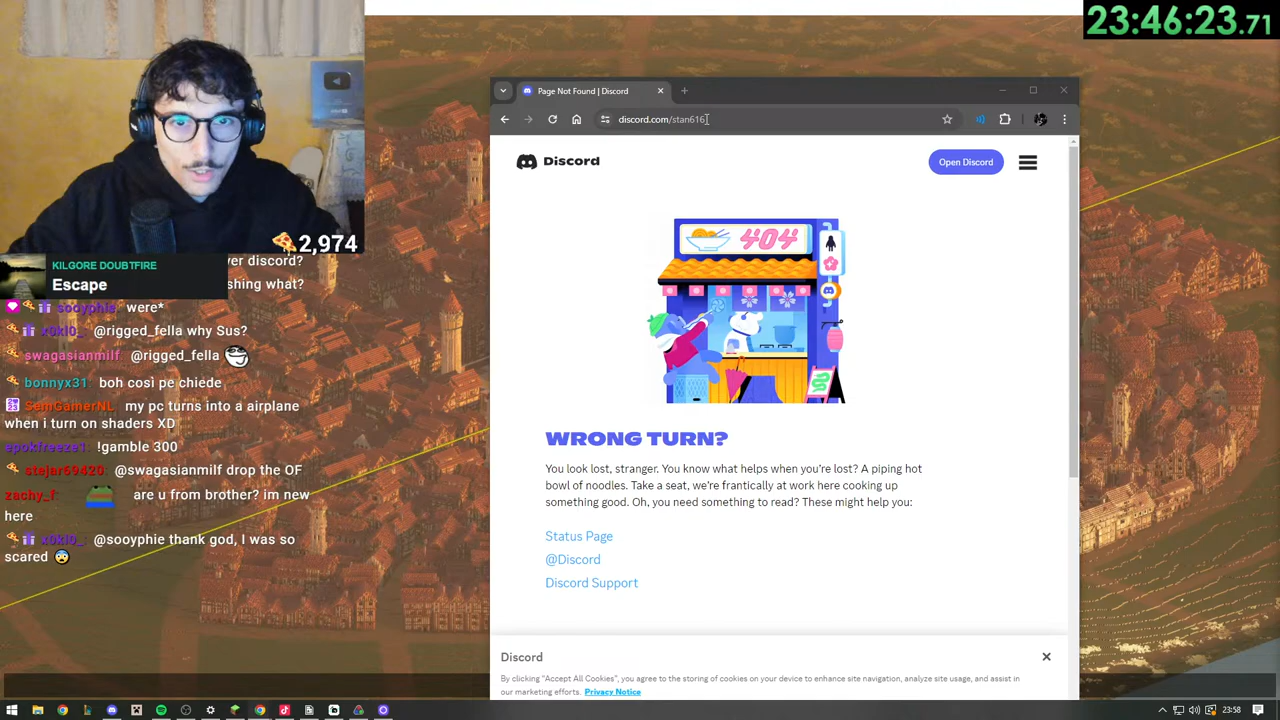 23:46:23.71
Page Not Found | Discord
discord.com/stan616
Discord
Open Discord
404
2,974
KILGORE DOUBTFIRE
Escape
ver discord?
shing what?
sooyphie were*
x0kl0_: @rigged_fella why Sus?
swagasianmilf: @rigged_fella
bonnyx31: boh così pe chiede
SemGamerNL: my pc turns into a airplane
when i turn on shaders XD
epokfreeze1: !gamble 300
stejar69420: @swagasianmilf drop the OF
zachy_f: are u from brother? im new
here
x0kl0_: @sooyphie thank god, I was so
scared
WRONG TURN?
You look lost, stranger. You know what helps when you're lost? A piping hot
bowl of noodles. Take a seat, we're frantically at work here cooking up
something good. Oh, you need something to read? These might help you:
Status Page
@Discord
Discord Support
Discord
By clicking "Accept All Cookies", you agree to the storing of cookies on your device to enhance site navigation, analyze site usage, and assist in
our marketing efforts. Privacy Notice
23:58